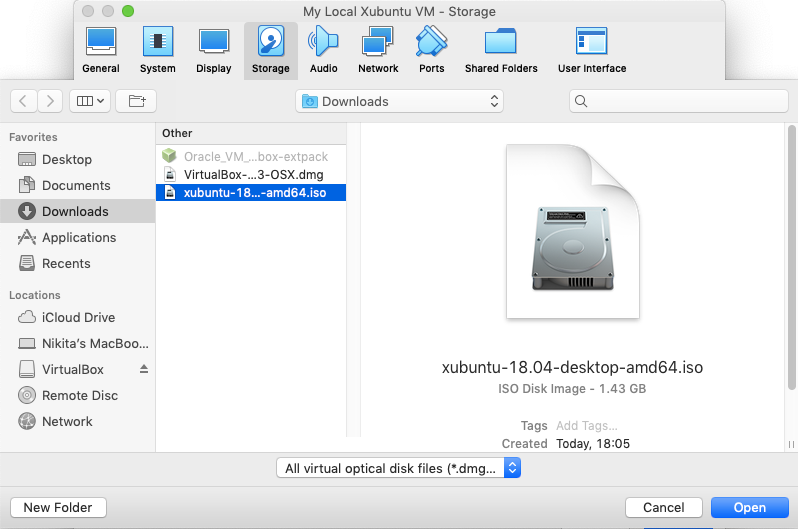 My Local Xubuntu VM - Storage
General System Display Storage Audio Network Ports Shared Folders User Interface
Downloads
Favorites
Desktop
Documents
Downloads
Applications
Recents
Locations
iCloud Drive
Nikita's MacBoo...
VirtualBox
Remote Disc
Network
Other
Oracle_VM_...box-extpack
VirtualBox-...3-OSX.dmg
xubuntu-18...-amd64.iso
xubuntu-18.04-desktop-amd64.iso
ISO Disk Image - 1.43 GB
Tags Add Tags...
Created Today, 18:05
All virtual optical disk files (*.dmg...
New Folder Cancel Open